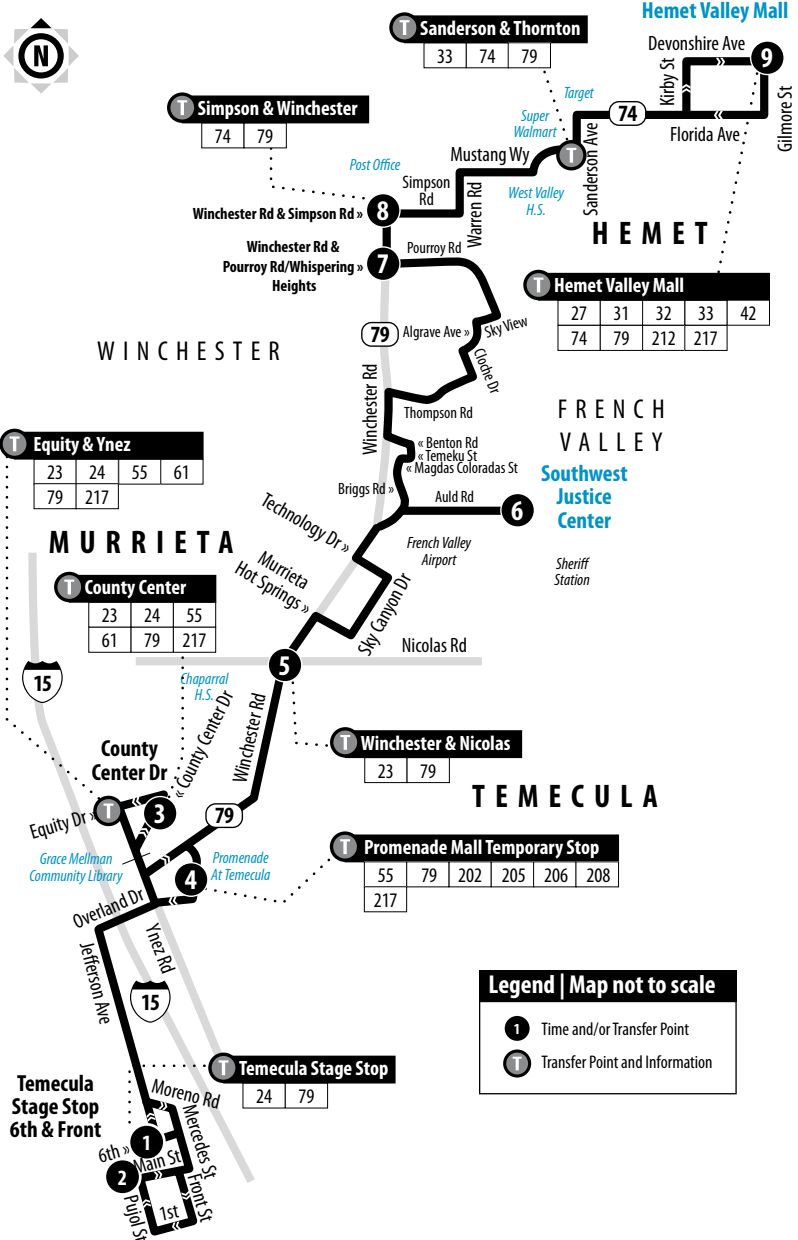 Hemet Valley Mall
N
T Sanderson & Thornton
33 74 79
Devonshire Ave
9
Kirby St
Gilmore St
74
Florida Ave
Target
Super
Walmart
T Simpson & Winchester
74 79
Mustang Wy
T
Sanderson Ave
Post Office
Simpson
Rd
Warren Rd
West Valley
H.S.
Winchester Rd & Simpson Rd »
8
HEMET
Winchester Rd &
Pourroy Rd/Whispering »
Heights
7
Pourroy Rd
T Hemet Valley Mall
27 31 32 33 42
74 79 212 217
79
Algrave Ave »
Sky View
Cloche Dr
WINCHESTER
Winchester Rd
Thompson Rd
FRENCH
VALLEY
T Equity & Ynez
23 24 55 61
79 217
« Benton Rd
« Temeku St
« Magdas Coloradas St
Briggs Rd »
Auld Rd
6
Southwest
Justice
Center
Technology Dr »
French Valley
Airport
Sheriff
Station
MURRIETA
Murrieta
Hot Springs »
Sky Canyon Dr
T County Center
23 24 55
61 79 217
Nicolas Rd
5
15
Chaparral
H.S.
« County Center Dr
Winchester Rd
T Winchester & Nicolas
23 79
County
Center Dr
TEMECULA
T
3
79
Equity Dr »
Grace Mellman
Community Library
Promenade
At Temecula
4
T Promenade Mall Temporary Stop
55 79 202 205 206 208
217
Overland Dr
Ynez Rd
Jefferson Ave
15
Legend | Map not to scale
1 Time and/or Transfer Point
T Transfer Point and Information
T Temecula Stage Stop
24 79
Temecula
Stage Stop
6th & Front
Moreno Rd
Mercedes St
6th »
1
Main St
2
Pujol St
1st
Front St